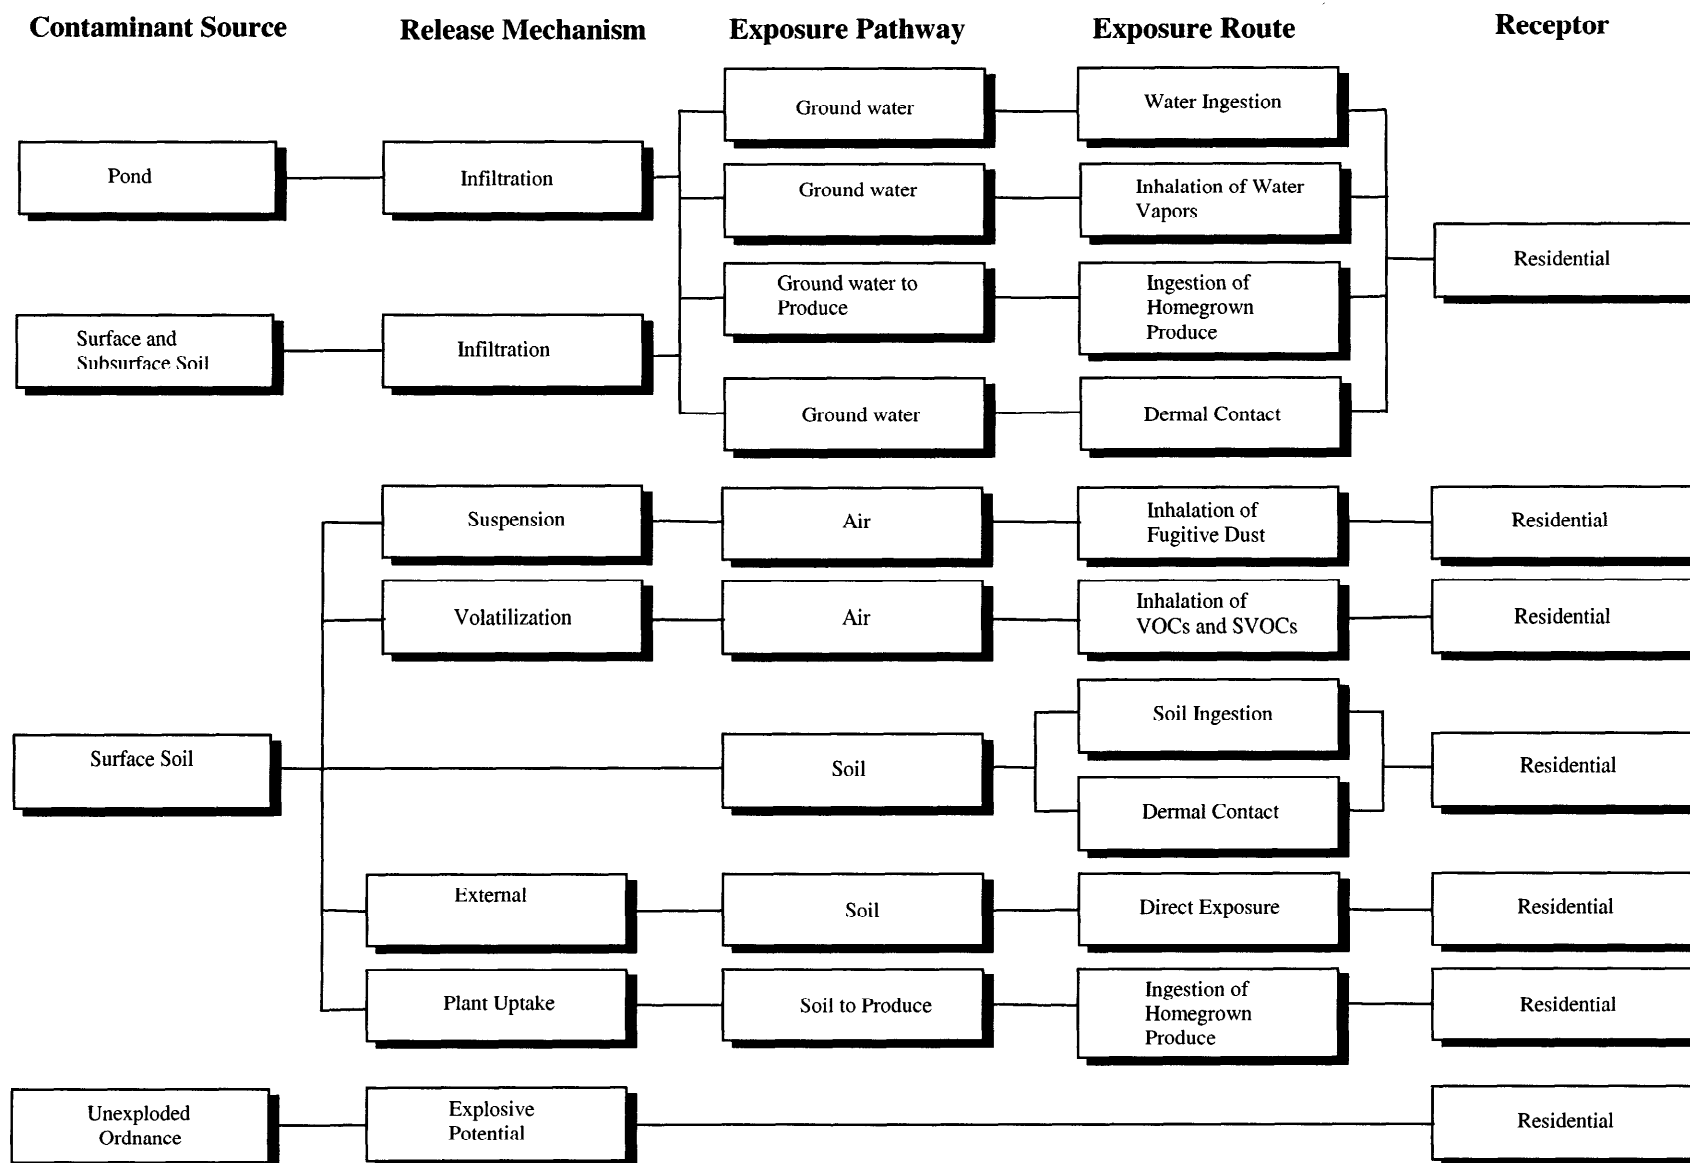 Contaminant Source
Release Mechanism
Exposure Pathway
Exposure Route
Receptor
Ground water
Water Ingestion
Pond
Infiltration
Ground water
Inhalation of Water
Vapors
Residential
Ground water to
Produce
Ingestion of
Homegrown
Produce
Surface and
Subsurface Soil
Infiltration
Ground water
Dermal Contact
Suspension
Air
Inhalation of
Fugitive Dust
Residential
Volatilization
Air
Inhalation of
VOCs and SVOCs
Residential
Surface Soil
Soil
Soil Ingestion
Dermal Contact
Residential
External
Soil
Direct Exposure
Residential
Plant Uptake
Soil to Produce
Ingestion of
Homegrown
Produce
Residential
Unexploded
Ordnance
Explosive
Potential
Residential